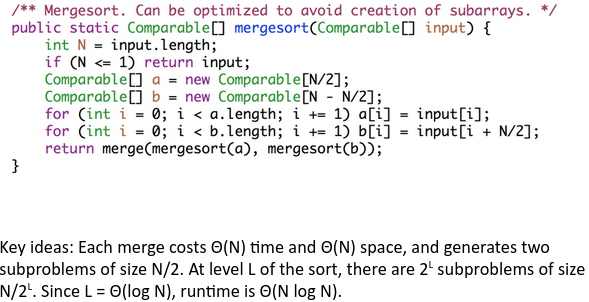 /** Mergesort. Can be optimized to avoid creation of subarrays. */
public static Comparable[] mergesort(Comparable[] input) {
    int N = input.length;
    if (N <= 1) return input;
    Comparable[] a = new Comparable[N/2];
    Comparable[] b = new Comparable[N - N/2];
    for (int i = 0; i < a.length; i += 1) a[i] = input[i];
    for (int i = 0; i < b.length; i += 1) b[i] = input[i + N/2];
    return merge(mergesort(a), mergesort(b));
}
Key ideas: Each merge costs Θ(N) time and Θ(N) space, and generates two
subproblems of size N/2. At level L of the sort, there are 2ᴸ subproblems of size
N/2ᴸ. Since L = Θ(log N), runtime is Θ(N log N).